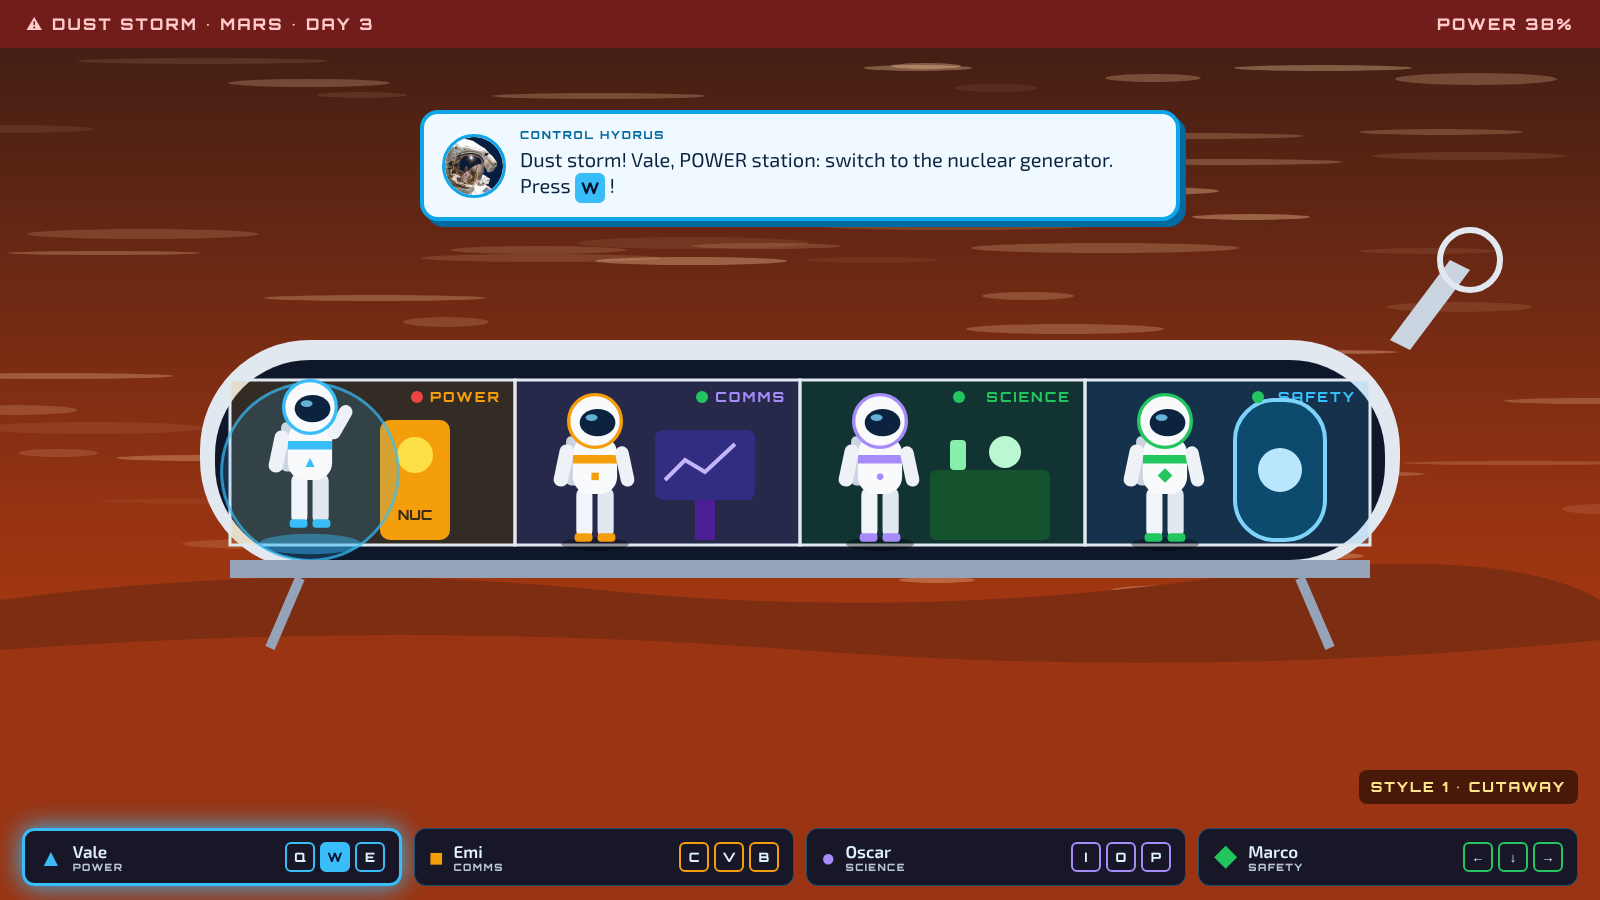 ⚠ DUST STORM · MARS · DAY 3
POWER 38%
CONTROL HYDRUS
Dust storm! Vale, POWER station: switch to the nuclear generator.
Press W !
POWER
COMMS
SCIENCE
SAFETY
NUC
STYLE 1 · CUTAWAY
Vale
POWER
Q W E
Emi
COMMS
C V B
Oscar
SCIENCE
I O P
Marco
SAFETY
← ↓ →